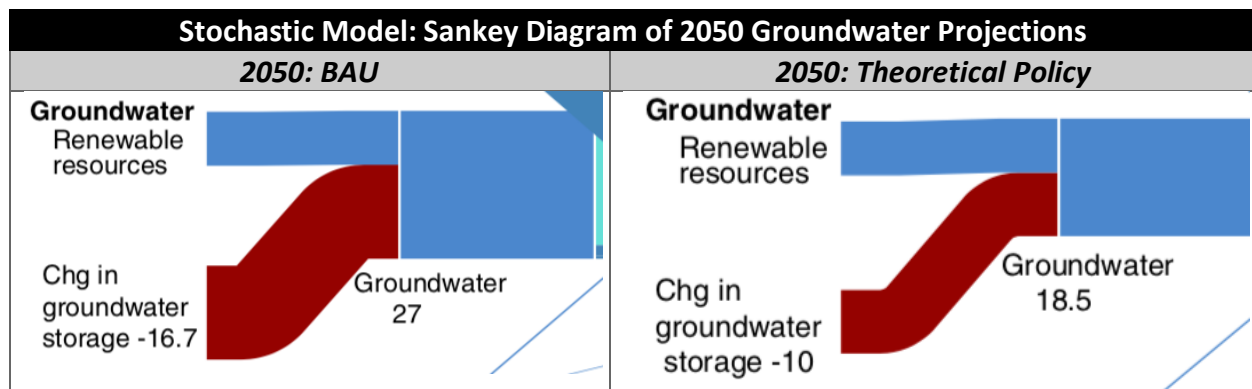 Stochastic Model: Sankey Diagram of 2050 Groundwater Projections
2050: BAU
2050: Theoretical Policy
Groundwater
Renewable
resources
Chg in
groundwater
storage -16.7
Groundwater
27
Groundwater
Renewable
resources
Chg in
groundwater
storage -10
Groundwater
18.5